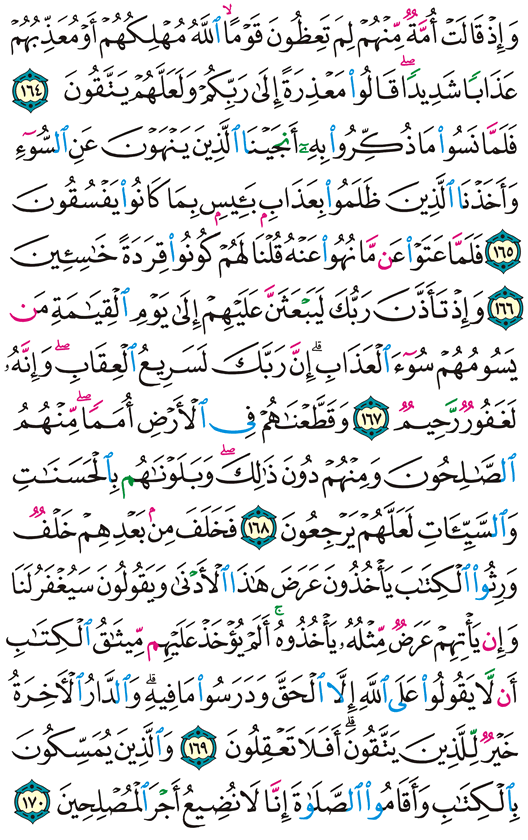 وَإِذۡ قَالَتۡ أُمَّةٞ مِّنۡهُمۡ لِمَ تَعِظُونَ قَوۡمًا ٱللَّهُ مُهۡلِكُهُمۡ أَوۡ مُعَذِّبُهُمۡ
عَذَابٗا شَدِيدٗاۖ قَالُواْ مَعۡذِرَةً إِلَىٰ رَبِّكُمۡ وَلَعَلَّهُمۡ يَتَّقُونَ ١٦٤
فَلَمَّا نَسُواْ مَا ذُكِّرُواْ بِهِۦٓ أَنجَيۡنَا ٱلَّذِينَ يَنۡهَوۡنَ عَنِ ٱلسُّوٓءِ
وَأَخَذۡنَا ٱلَّذِينَ ظَلَمُواْ بِعَذَابِۭ بَـِٔيسِۭ بِمَا كَانُواْ يَفۡسُقُونَ
١٦٥ فَلَمَّا عَتَوۡاْ عَن مَّا نُهُواْ عَنۡهُ قُلۡنَا لَهُمۡ كُونُواْ قِرَدَةً خَٰسِـِٔينَ
١٦٦ وَإِذۡ تَأَذَّنَ رَبُّكَ لَيَبۡعَثَنَّ عَلَيۡهِمۡ إِلَىٰ يَوۡمِ ٱلۡقِيَٰمَةِ مَن
يَسُومُهُمۡ سُوٓءَ ٱلۡعَذَابِۗ إِنَّ رَبَّكَ لَسَرِيعُ ٱلۡعِقَابِۖ وَإِنَّهُۥ
لَغَفُورٞ رَّحِيمٞ ١٦٧ وَقَطَّعۡنَٰهُمۡ فِي ٱلۡأَرۡضِ أُمَمٗاۖ مِّنۡهُمُ
ٱلصَّٰلِحُونَ وَمِنۡهُمۡ دُونَ ذَٰلِكَۖ وَبَلَوۡنَٰهُم بِٱلۡحَسَنَٰتِ
وَٱلسَّيِّـَٔاتِ لَعَلَّهُمۡ يَرۡجِعُونَ ١٦٨ فَخَلَفَ مِنۢ بَعۡدِهِمۡ خَلۡفٞ
وَرِثُواْ ٱلۡكِتَٰبَ يَأۡخُذُونَ عَرَضَ هَٰذَا ٱلۡأَدۡنَىٰ وَيَقُولُونَ سَيُغۡفَرُ لَنَا
وَإِن يَأۡتِهِمۡ عَرَضٞ مِّثۡلُهُۥ يَأۡخُذُوهُۚ أَلَمۡ يُؤۡخَذۡ عَلَيۡهِم مِّيثَٰقُ ٱلۡكِتَٰبِ
أَن لَّا يَقُولُواْ عَلَى ٱللَّهِ إِلَّا ٱلۡحَقَّ وَدَرَسُواْ مَا فِيهِۗ وَٱلدَّارُ ٱلۡأٓخِرَةُ
خَيۡرٞ لِّلَّذِينَ يَتَّقُونَۚ أَفَلَا تَعۡقِلُونَ ١٦٩ وَٱلَّذِينَ يُمَسِّكُونَ
بِٱلۡكِتَٰبِ وَأَقَامُواْ ٱلصَّلَوٰةَ إِنَّا لَا نُضِيعُ أَجۡرَ ٱلۡمُصۡلِحِينَ ١٧٠